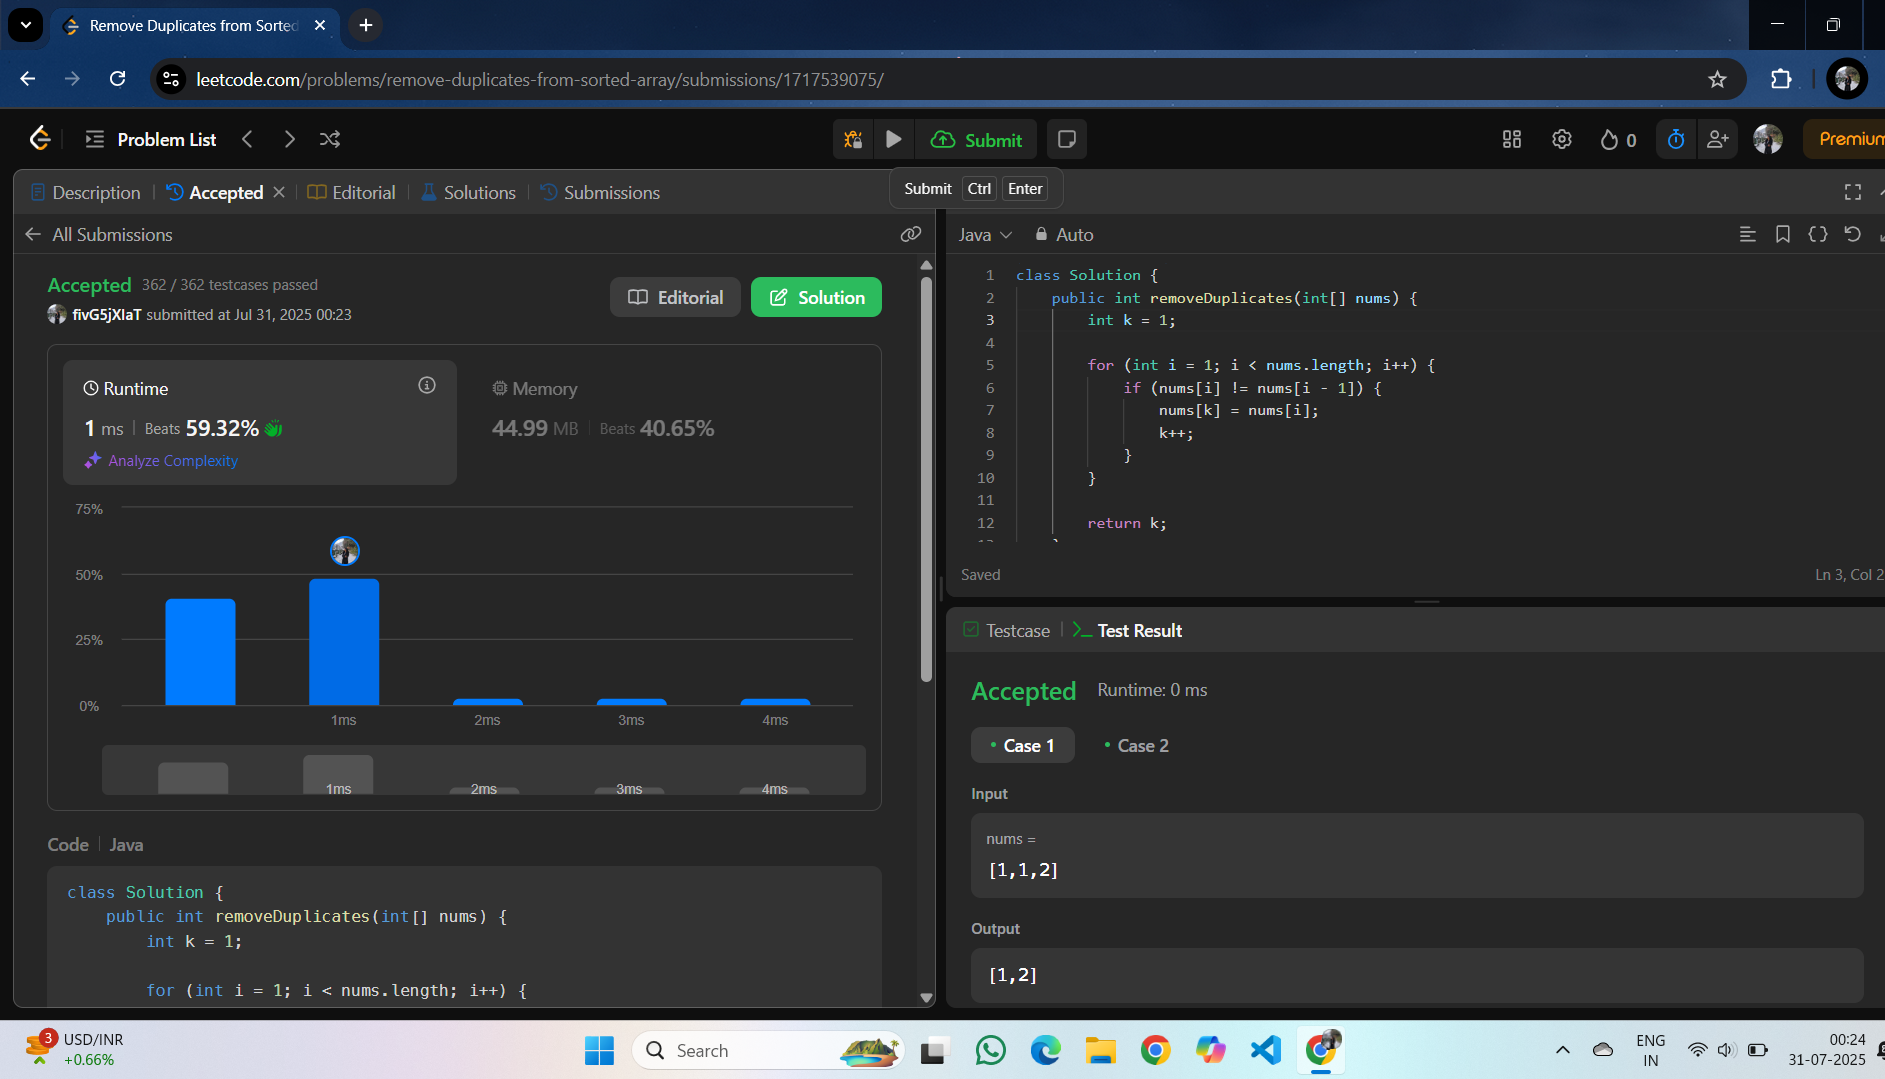 Remove Duplicates from Sorted
leetcode.com/problems/remove-duplicates-from-sorted-array/submissions/1717539075/
Problem List
Submit
0
Premium
Description
Accepted
Editorial
Solutions
Submissions
Submit Ctrl Enter
All Submissions
Accepted 362 / 362 testcases passed
fivG5jXIaT submitted at Jul 31, 2025 00:23
Editorial
Solution
Runtime
1 ms | Beats 59.32%
Analyze Complexity
Memory
44.99 MB | Beats 40.65%
75%
50%
25%
0%
1ms 2ms 3ms 4ms
1ms 2ms 3ms 4ms
Code | Java
class Solution {
public int removeDuplicates(int[] nums) {
int k = 1;
for (int i = 1; i < nums.length; i++) {
Java
Auto
1 class Solution {
2 public int removeDuplicates(int[] nums) {
3 int k = 1;
4
5 for (int i = 1; i < nums.length; i++) {
6 if (nums[i] != nums[i - 1]) {
7 nums[k] = nums[i];
8 k++;
9 }
10 }
11
12 return k;
Saved
Ln 3, Col 2
Testcase
Test Result
Accepted Runtime: 0 ms
Case 1
Case 2
Input
nums =
[1,1,2]
Output
[1,2]
3
USD/INR
+0.66%
Search
ENG
IN
00:24
31-07-2025